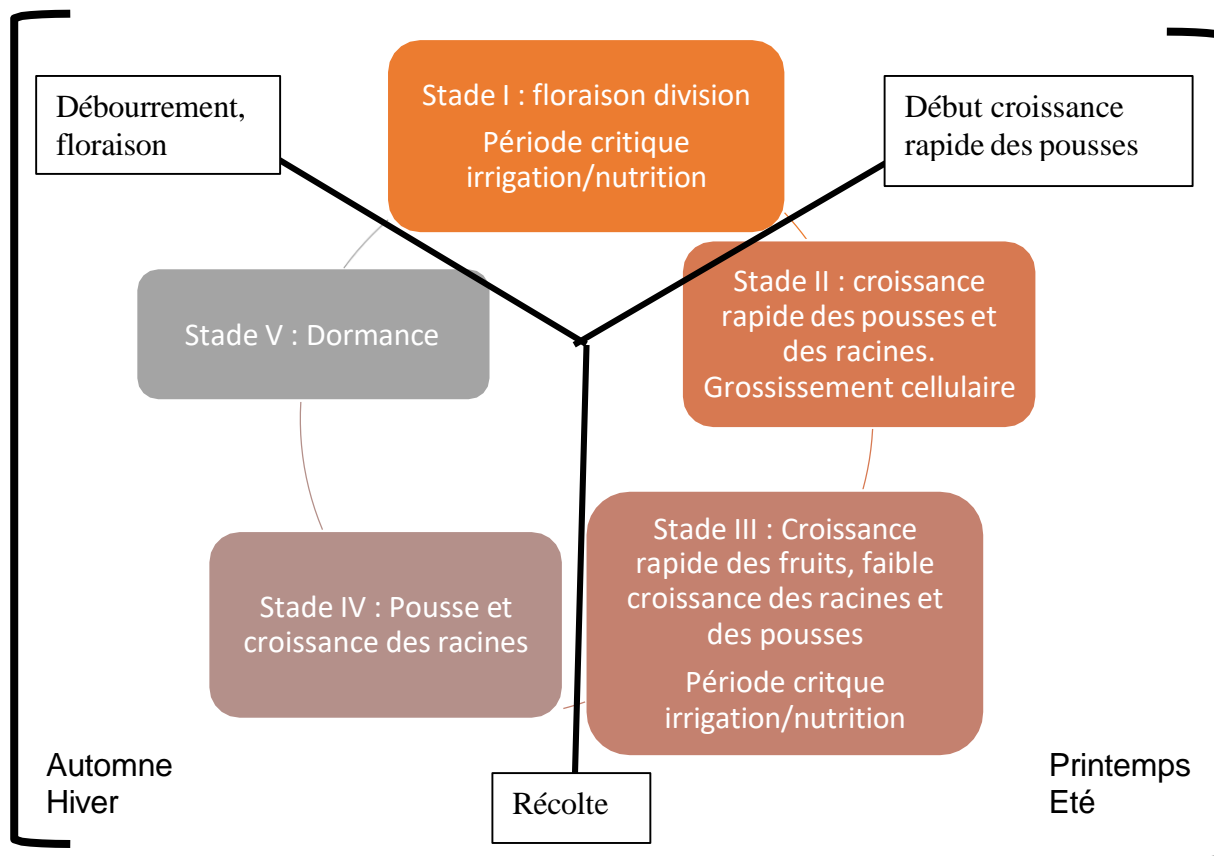 Débourrement,
floraison
Stade I : floraison division
Période critique
irrigation/nutrition
Début croissance
rapide des pousses
Stade II : croissance
rapide des pousses et
des racines.
Grossissement cellulaire
Stade V : Dormance
Stade III : Croissance
rapide des fruits, faible
croissance des racines et
des pousses
Période critque
irrigation/nutrition
Stade IV : Pousse et
croissance des racines
Automne
Hiver
Récolte
Printemps
Eté